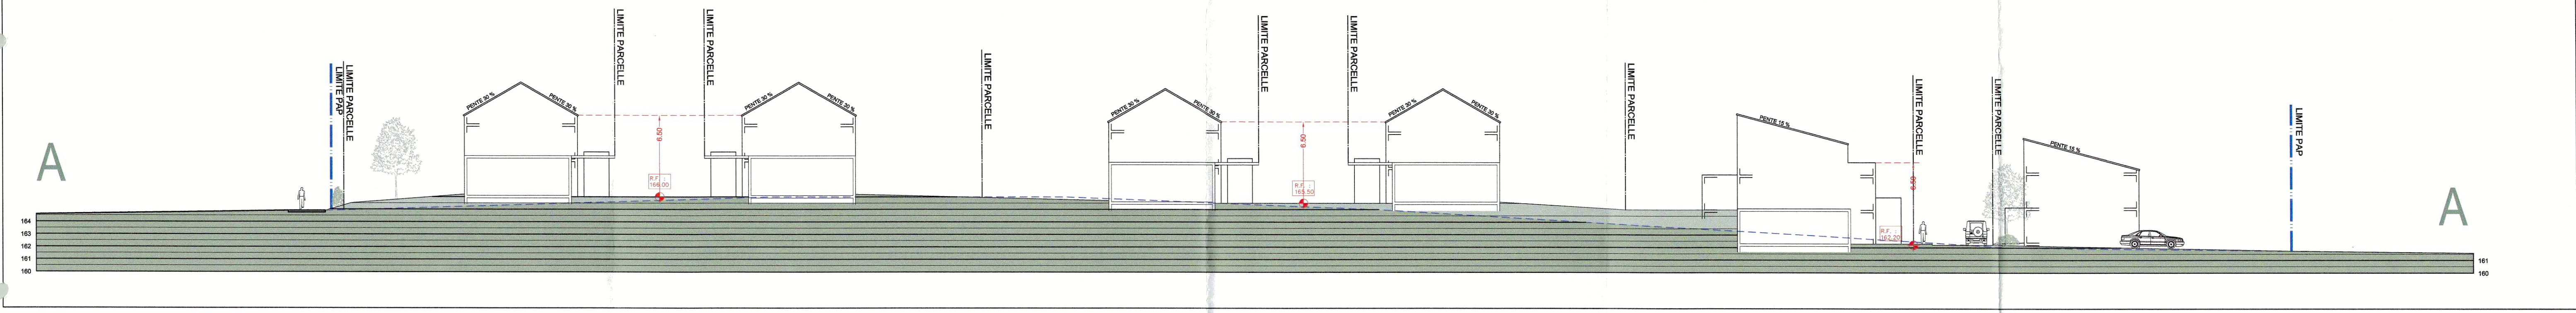 LIMITE PAP
LIMITE PARCELLE
LIMITE PARCELLE
LIMITE PARCELLE
LIMITE PARCELLE
LIMITE PARCELLE
LIMITE PARCELLE
LIMITE PARCELLE
LIMITE PARCELLE
LIMITE PARCELLE
LIMITE PAP
PENTE 30 %
PENTE 30 %
PENTE 30 %
PENTE 30 %
PENTE 30 %
PENTE 30 %
PENTE 30 %
PENTE 30 %
PENTE 15 %
PENTE 15 %
6.50
6.50
6.50
R.F. :
166.00
R.F. :
165.50
R.F. :
162.20
A
A
164
163
162
161
160
161
160